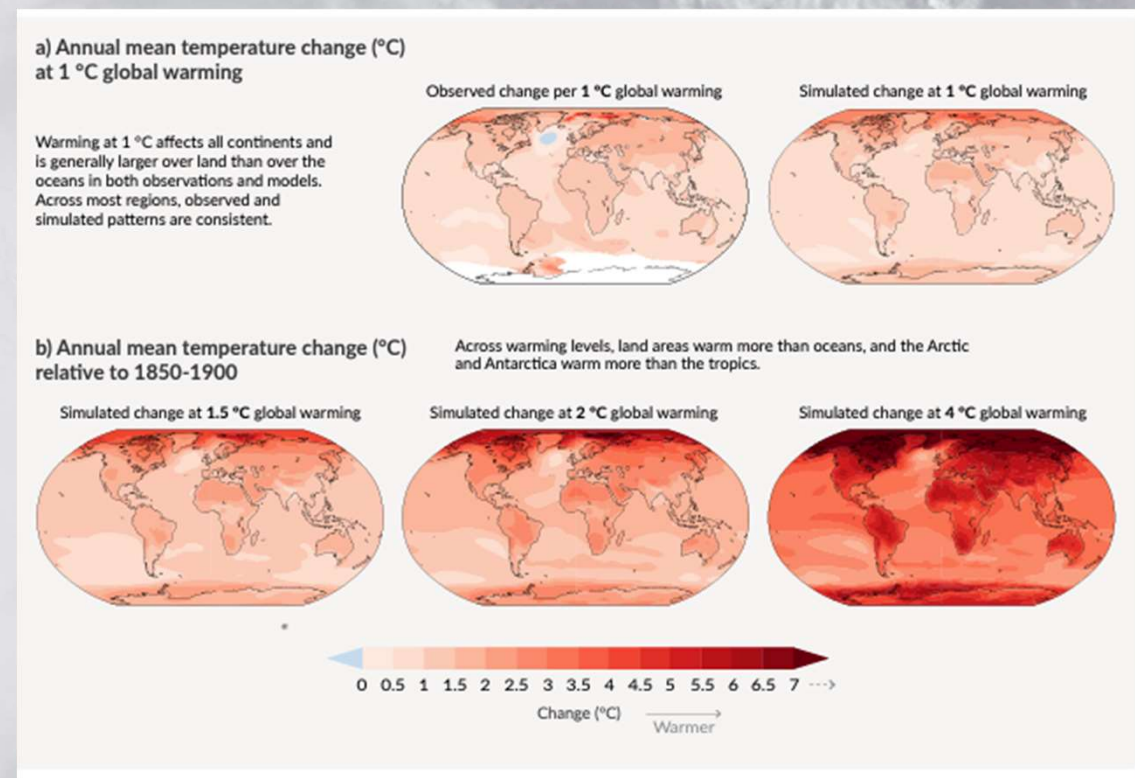 a) Annual mean temperature change (°C)
at 1 °C global warming
Warming at 1 °C affects all continents and
is generally larger over land than over the
oceans in both observations and models.
Across most regions, observed and
simulated patterns are consistent.
Observed change per 1 °C global warming
Simulated change at 1 °C global warming
b) Annual mean temperature change (°C)
relative to 1850-1900
Across warming levels, land areas warm more than oceans, and the Arctic
and Antarctica warm more than the tropics.
Simulated change at 1.5 °C global warming
Simulated change at 2 °C global warming
Simulated change at 4 °C global warming
0 0.5 1 1.5 2 2.5 3 3.5 4 4.5 5 5.5 6 6.5 7
Change (°C)
Warmer